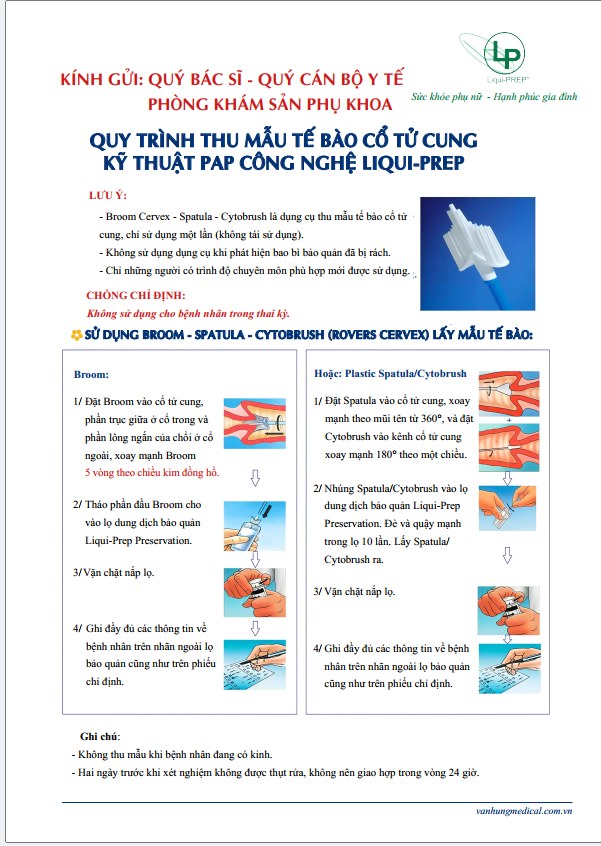 LP
Liqui-PREP®
KÍNH GỬI: QUÝ BÁC SĨ - QUÝ CÁN BỘ Y TẾ
PHÒNG KHÁM SẢN PHỤ KHOA
Sức khỏe phụ nữ - Hạnh phúc gia đình
QUY TRÌNH THU MẪU TẾ BÀO CỔ TỬ CUNG
KỸ THUẬT PAP CÔNG NGHỆ LIQUI-PREP
LƯU Ý:
- Broom Cervex - Spatula - Cytobrush là dụng cụ thu mẫu tế bào cổ tử
cung, chỉ sử dụng một lần (không tái sử dụng).
- Không sử dụng dụng cụ khi phát hiện bao bì bảo quản đã bị rách.
- Chỉ những người có trình độ chuyên môn phù hợp mới được sử dụng.
CHỐNG CHỈ ĐỊNH:
Không sử dụng cho bệnh nhân trong thai kỳ.
SỬ DỤNG BROOM - SPATULA - CYTOBRUSH (ROVERS CERVEX) LẤY MẪU TẾ BÀO:
Broom:
1/ Đặt Broom vào cổ tử cung,
phần trục giữa ở cổ trong và
phần lông ngắn của chổi ở cổ
ngoài, xoay mạnh Broom
5 vòng theo chiều kim đồng hồ.
2/ Tháo phần đầu Broom cho
vào lọ dung dịch bảo quản
Liqui-Prep Preservation.
3/ Vặn chặt nắp lọ.
4/ Ghi đầy đủ các thông tin về
bệnh nhân trên nhãn ngoài lọ
bảo quản cũng như trên phiếu
chỉ định.
Hoặc: Plastic Spatula/Cytobrush
1/ Đặt Spatula vào cổ tử cung, xoay
mạnh theo mũi tên từ 360°, và đặt
Cytobrush vào kênh cổ tử cung
xoay mạnh 180° theo một chiều.
2/ Nhúng Spatula/Cytobrush vào lọ
dung dịch bảo quản Liqui-Prep
Preservation. Đè và quậy mạnh
trong lọ 10 lần. Lấy Spatula/
Cytobrush ra.
3/ Vặn chặt nắp lọ.
4/ Ghi đầy đủ các thông tin về bệnh
nhân trên nhãn ngoài lọ bảo quản
cũng như trên phiếu chỉ định.
Ghi chú:
- Không thu mẫu khi bệnh nhân đang có kinh.
- Hai ngày trước khi xét nghiệm không được thụt rửa, không nên giao hợp trong vòng 24 giờ.
vanhungmedical.com.vn